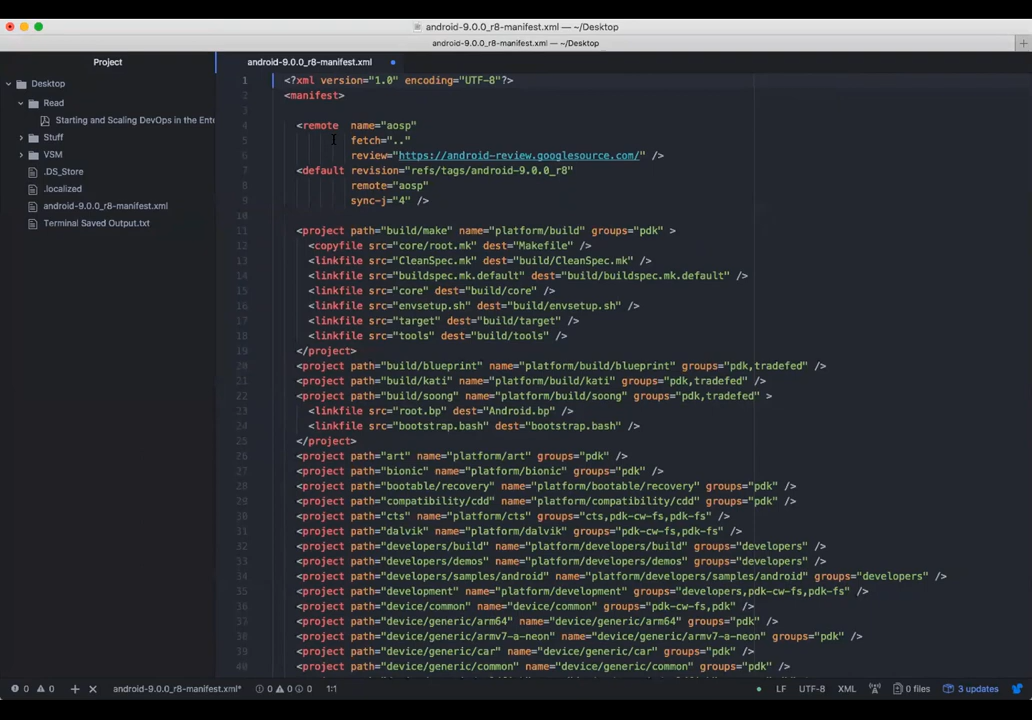 android-9.0.0_r8-manifest.xml — ~/Desktop
android-9.0.0_r8-manifest.xml — ~/Desktop
Project
android-9.0.0_r8-manifest.xml
Desktop
Read
Starting and Scaling DevOps in the Ente
Stuff
VSM
.DS_Store
.localized
android-9.0.0_r8-manifest.xml
Terminal Saved Output.txt
1 <?xml version="1.0" encoding="UTF-8"?>
2 <manifest>
3
4 <remote name="aosp"
5 fetch=".."
6 review="https://android-review.googlesource.com/" />
7 <default revision="refs/tags/android-9.0.0_r8"
8 remote="aosp"
9 sync-j="4" />
10
11 <project path="build/make" name="platform/build" groups="pdk" >
12 <copyfile src="core/root.mk" dest="Makefile" />
13 <linkfile src="CleanSpec.mk" dest="build/CleanSpec.mk" />
14 <linkfile src="buildspec.mk.default" dest="build/buildspec.mk.default" />
15 <linkfile src="core" dest="build/core" />
16 <linkfile src="envsetup.sh" dest="build/envsetup.sh" />
17 <linkfile src="target" dest="build/target" />
18 <linkfile src="tools" dest="build/tools" />
19 </project>
20 <project path="build/blueprint" name="platform/build/blueprint" groups="pdk,tradefed" />
21 <project path="build/kati" name="platform/build/kati" groups="pdk,tradefed" />
22 <project path="build/soong" name="platform/build/soong" groups="pdk,tradefed" >
23 <linkfile src="root.bp" dest="Android.bp" />
24 <linkfile src="bootstrap.bash" dest="bootstrap.bash" />
25 </project>
26 <project path="art" name="platform/art" groups="pdk" />
27 <project path="bionic" name="platform/bionic" groups="pdk" />
28 <project path="bootable/recovery" name="platform/bootable/recovery" groups="pdk" />
29 <project path="compatibility/cdd" name="platform/compatibility/cdd" groups="pdk" />
30 <project path="cts" name="platform/cts" groups="cts,pdk-cw-fs,pdk-fs" />
31 <project path="dalvik" name="platform/dalvik" groups="pdk-cw-fs,pdk-fs" />
32 <project path="developers/build" name="platform/developers/build" groups="developers" />
33 <project path="developers/demos" name="platform/developers/demos" groups="developers" />
34 <project path="developers/samples/android" name="platform/developers/samples/android" groups="developers" />
35 <project path="development" name="platform/development" groups="developers,pdk-cw-fs,pdk-fs" />
36 <project path="device/common" name="device/common" groups="pdk-cw-fs,pdk" />
37 <project path="device/generic/arm64" name="device/generic/arm64" groups="pdk" />
38 <project path="device/generic/armv7-a-neon" name="device/generic/armv7-a-neon" groups="pdk" />
39 <project path="device/generic/car" name="device/generic/car" groups="pdk" />
40 <project path="device/generic/common" name="device/generic/common" groups="pdk" />
0 0 android-9.0.0_r8-manifest.xml* 0 0 0 1:1 LF UTF-8 XML 0 files 3 updates